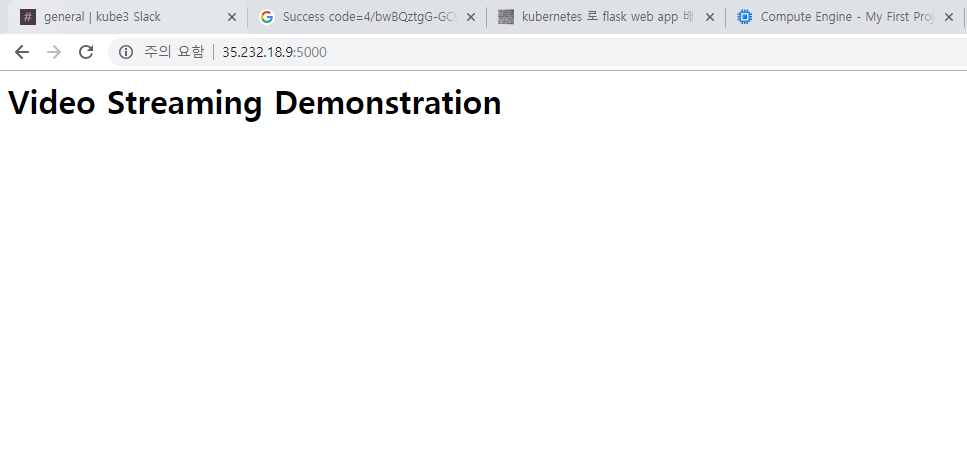 general | kube3 Slack
Success code=4/bwBQztgG-GC9
kubernetes 로 flask web app 배
Compute Engine - My First Proj
주의 요함 | 35.232.18.9:5000
Video Streaming Demonstration